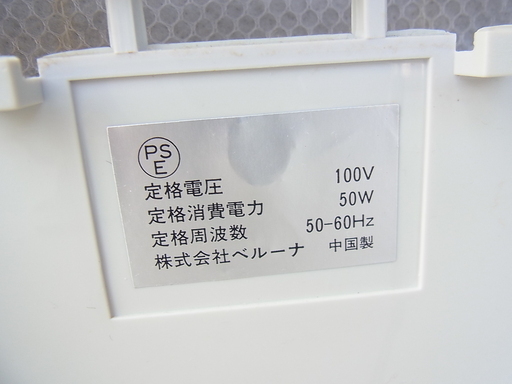 PS
E
定格電圧 100V
定格消費電力 50W
定格周波数 50-60Hz
株式会社ベルーナ 中国製